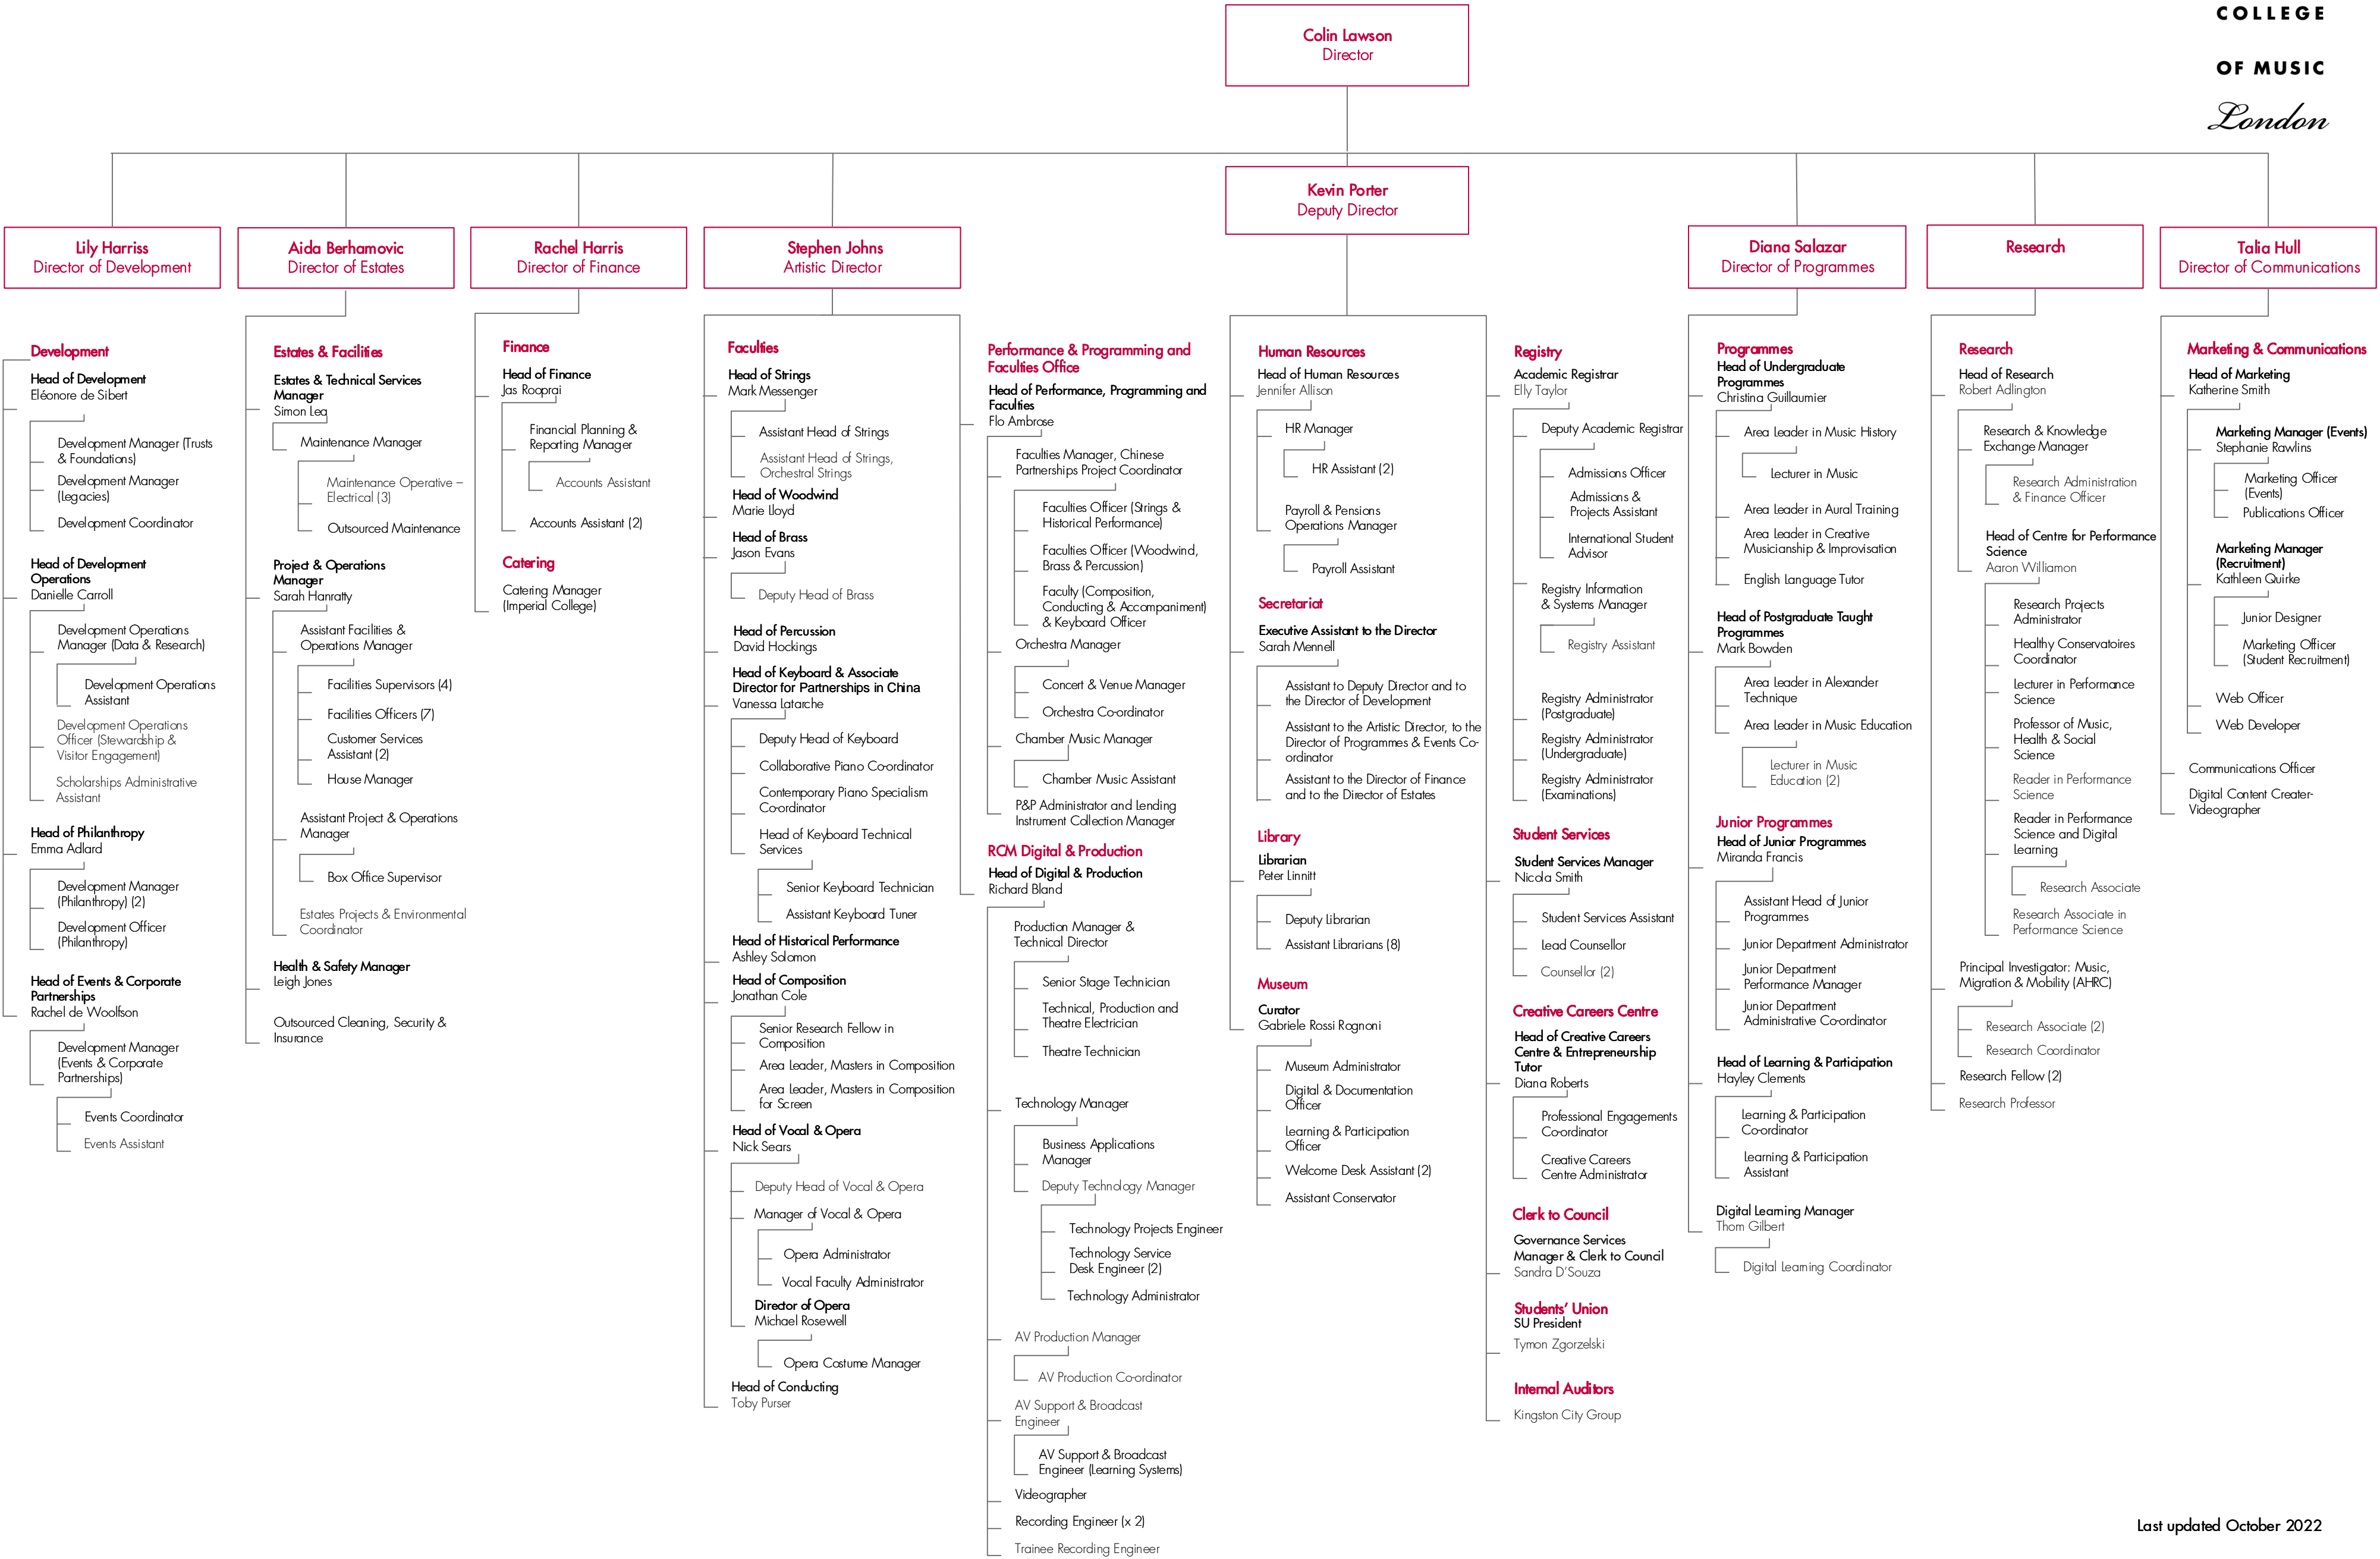 COLLEGE
OF MUSIC
London
Colin Lawson
Director
Kevin Porter
Deputy Director
Lily Harriss
Director of Development
Aida Berhamovic
Director of Estates
Rachel Harris
Director of Finance
Stephen Johns
Artistic Director
Diana Salazar
Director of Programmes
Research
Talia Hull
Director of Communications
Development
Head of Development
Eléonore de Sibert
Development Manager (Trusts
& Foundations)
Development Manager
(Legacies)
Development Coordinator
Head of Development
Operations
Danielle Carroll
Development Operations
Manager (Data & Research)
Development Operations
Assistant
Development Operations
Officer (Stewardship &
Visitor Engagement)
Scholarships Administrative
Assistant
Head of Philanthropy
Emma Adlard
Development Manager
(Philanthropy) (2)
Development Officer
(Philanthropy)
Head of Events & Corporate
Partnerships
Rachel de Woolfson
Development Manager
(Events & Corporate
Partnerships)
Events Coordinator
Events Assistant
Estates & Facilities
Estates & Technical Services
Manager
Simon Lea
Maintenance Manager
Maintenance Operative –
Electrical (3)
Outsourced Maintenance
Project & Operations
Manager
Sarah Hanratty
Assistant Facilities &
Operations Manager
Facilities Supervisors (4)
Facilities Officers (7)
Customer Services
Assistant (2)
House Manager
Assistant Project & Operations
Manager
Box Office Supervisor
Estates Projects & Environmental
Coordinator
Health & Safety Manager
Leigh Jones
Outsourced Cleaning, Security &
Insurance
Finance
Head of Finance
Jas Rooprai
Financial Planning &
Reporting Manager
Accounts Assistant
Accounts Assistant (2)
Catering
Catering Manager
(Imperial College)
Faculties
Head of Strings
Mark Messenger
Assistant Head of Strings
Assistant Head of Strings,
Orchestral Strings
Head of Woodwind
Marie Lloyd
Head of Brass
Jason Evans
Deputy Head of Brass
Head of Percussion
David Hockings
Head of Keyboard & Associate
Director for Partnerships in China
Vanessa Latarche
Deputy Head of Keyboard
Collaborative Piano Co-ordinator
Contemporary Piano Specialism
Co-ordinator
Head of Keyboard Technical
Services
Senior Keyboard Technician
Assistant Keyboard Tuner
Head of Historical Performance
Ashley Solomon
Head of Composition
Jonathan Cole
Senior Research Fellow in
Composition
Area Leader, Masters in Composition
Area Leader, Masters in Composition
for Screen
Head of Vocal & Opera
Nick Sears
Deputy Head of Vocal & Opera
Manager of Vocal & Opera
Opera Administrator
Vocal Faculty Administrator
Director of Opera
Michael Rosewell
Opera Costume Manager
Head of Conducting
Toby Purser
Performance & Programming and
Faculties Office
Head of Performance, Programming and
Faculties
Flo Ambrose
Faculties Manager, Chinese
Partnerships Project Coordinator
Faculties Officer (Strings &
Historical Performance)
Faculties Officer (Woodwind,
Brass & Percussion)
Faculty (Composition,
Conducting & Accompaniment)
& Keyboard Officer
Orchestra Manager
Concert & Venue Manager
Orchestra Co-ordinator
Chamber Music Manager
Chamber Music Assistant
P&P Administrator and Lending
Instrument Collection Manager
RCM Digital & Production
Head of Digital & Production
Richard Bland
Production Manager &
Technical Director
Senior Stage Technician
Technical, Production and
Theatre Electrician
Theatre Technician
Technology Manager
Business Applications
Manager
Deputy Technology Manager
Technology Projects Engineer
Technology Service
Desk Engineer (2)
Technology Administrator
AV Production Manager
AV Production Co-ordinator
AV Support & Broadcast
Engineer
AV Support & Broadcast
Engineer (Learning Systems)
Videographer
Recording Engineer (x 2)
Trainee Recording Engineer
Human Resources
Head of Human Resources
Jennifer Allison
HR Manager
HR Assistant (2)
Payroll & Pensions
Operations Manager
Payroll Assistant
Secretariat
Executive Assistant to the Director
Sarah Mennell
Assistant to Deputy Director and to
the Director of Development
Assistant to the Artistic Director, to the
Director of Programmes & Events Co-
ordinator
Assistant to the Director of Finance
and to the Director of Estates
Library
Librarian
Peter Linnitt
Deputy Librarian
Assistant Librarians (8)
Museum
Curator
Gabriele Rossi Rognoni
Museum Administrator
Digital & Documentation
Officer
Learning & Participation
Officer
Welcome Desk Assistant (2)
Assistant Conservator
Registry
Academic Registrar
Elly Taylor
Deputy Academic Registrar
Admissions Officer
Admissions &
Projects Assistant
International Student
Advisor
Registry Information
& Systems Manager
Registry Assistant
Registry Administrator
(Postgraduate)
Registry Administrator
(Undergraduate)
Registry Administrator
(Examinations)
Student Services
Student Services Manager
Nicola Smith
Student Services Assistant
Lead Counsellor
Counsellor (2)
Creative Careers Centre
Head of Creative Careers
Centre & Entrepreneurship
Tutor
Diana Roberts
Professional Engagements
Co-ordinator
Creative Careers
Centre Administrator
Clerk to Council
Governance Services
Manager & Clerk to Council
Sandra D'Souza
Students' Union
SU President
Tymon Zgorzelski
Internal Auditors
Kingston City Group
Programmes
Head of Undergraduate
Programmes
Christina Guillaumier
Area Leader in Music History
Lecturer in Music
Area Leader in Aural Training
Area Leader in Creative
Musicianship & Improvisation
English Language Tutor
Head of Postgraduate Taught
Programmes
Mark Bowden
Area Leader in Alexander
Technique
Area Leader in Music Education
Lecturer in Music
Education (2)
Junior Programmes
Head of Junior Programmes
Miranda Francis
Assistant Head of Junior
Programmes
Junior Department Administrator
Junior Department
Performance Manager
Junior Department
Administrative Co-ordinator
Head of Learning & Participation
Hayley Clements
Learning & Participation
Co-ordinator
Learning & Participation
Assistant
Digital Learning Manager
Thom Gilbert
Digital Learning Coordinator
Research
Head of Research
Robert Adlington
Research & Knowledge
Exchange Manager
Research Administration
& Finance Officer
Head of Centre for Performance
Science
Aaron Williamon
Research Projects
Administrator
Healthy Conservatoires
Coordinator
Lecturer in Performance
Science
Professor of Music,
Health & Social
Science
Reader in Performance
Science
Reader in Performance
Science and Digital
Learning
Research Associate
Research Associate in
Performance Science
Principal Investigator: Music,
Migration & Mobility (AHRC)
Research Associate (2)
Research Coordinator
Research Fellow (2)
Research Professor
Marketing & Communications
Head of Marketing
Katherine Smith
Marketing Manager (Events)
Stephanie Rawlins
Marketing Officer
(Events)
Publications Officer
Marketing Manager
(Recruitment)
Kathleen Quirke
Junior Designer
Marketing Officer
(Student Recruitment)
Web Officer
Web Developer
Communications Officer
Digital Content Creater-
Videographer
Last updated October 2022